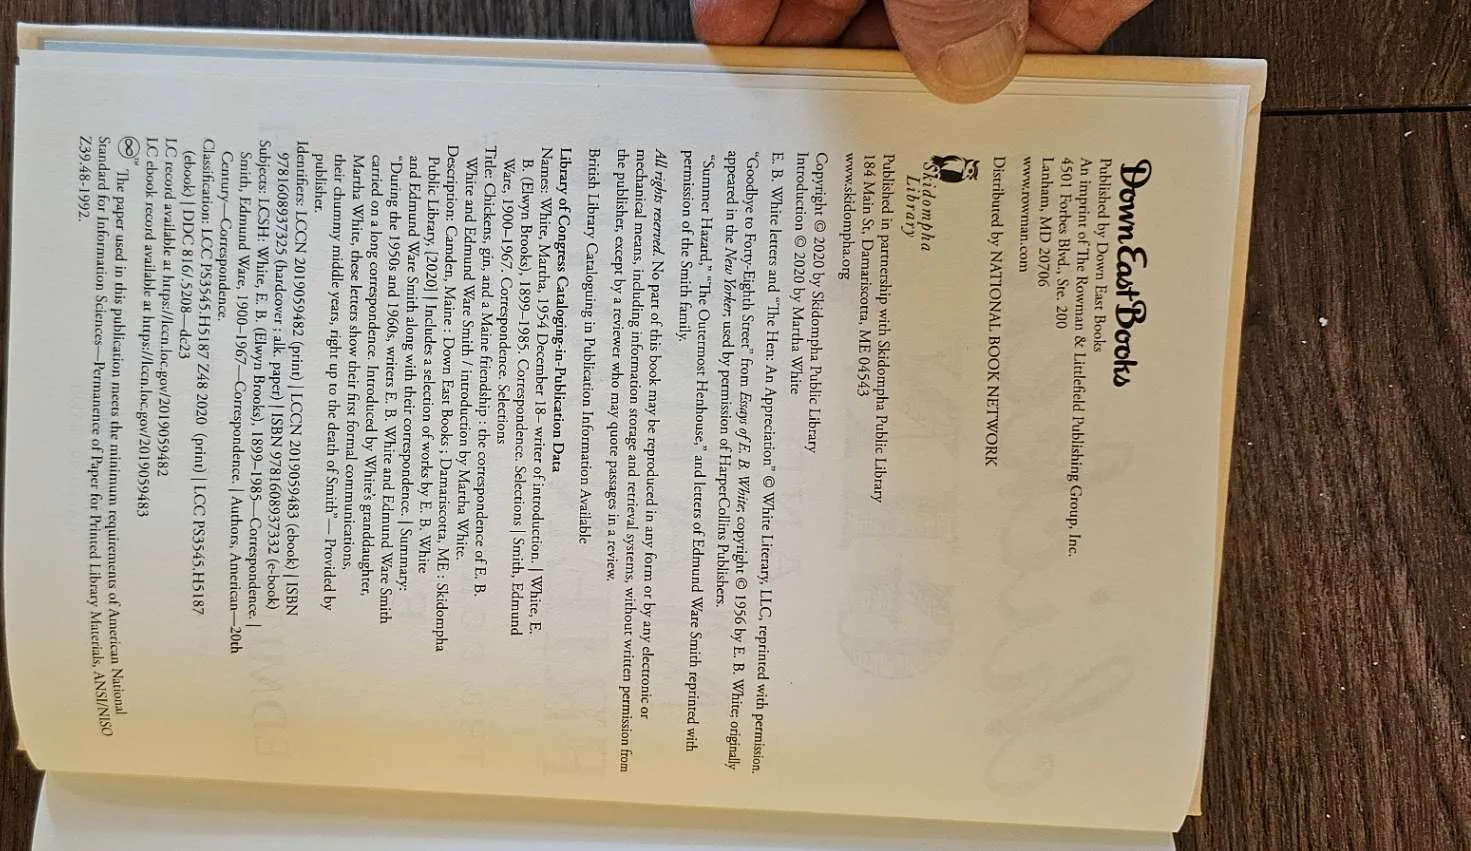 Down East Books
Published by Down East Books
An imprint of The Rowman & Littlefield Publishing Group, Inc.
4501 Forbes Blvd., Ste. 200
Lanham, MD 20706
www.rowman.com
Distributed by NATIONAL BOOK NETWORK
Skidompha
Library
Published in partnership with Skidompha Public Library
184 Main St, Damariscotta, ME 04543
www.skidompha.org
Copyright © 2020 by Skidompha Public Library
Introduction © 2020 by Martha White
E. B. White letters and “The Hen: An Appreciation” © White Literary, LLC, reprinted with permission.
“Goodbye to Forty-Eighth Street” from Essays of E. B. White; copyright © 1956 by E. B. White; originally
appeared in the New Yorker; used by permission of HarperCollins Publishers.
“Summer Hazard,” “The Outermost Henhouse,” and letters of Edmund Ware Smith reprinted with
permission of the Smith family.
All rights reserved. No part of this book may be reproduced in any form or by any electronic or
mechanical means, including information storage and retrieval systems, without written permission from
the publisher, except by a reviewer who may quote passages in a review.
British Library Cataloguing in Publication Information Available
Library of Congress Cataloging-in-Publication Data
Names: White, Martha, 1954 December 18– writer of introduction. | White, E.
B. (Elwyn Brooks), 1899–1985. Correspondence. Selections | Smith, Edmund
Ware, 1900–1967. Correspondence. Selections
Title: Chickens, gin, and a Maine friendship : the correspondence of E. B.
White and Edmund Ware Smith / introduction by Martha White.
Description: Camden, Maine : Down East Books ; Damariscotta, ME : Skidompha
Public Library, [2020] | Includes a selection of works by E. B. White
and Edmund Ware Smith along with their correspondence. | Summary:
“During the 1950s and 1960s, writers E. B. White and Edmund Ware Smith
carried on a long correspondence. Introduced by White’s granddaughter,
Martha White, these letters show their first formal communications,
their chummy middle years, right up to the death of Smith”— Provided by
publisher.
Identifiers: LCCN 2019059482 (print) | LCCN 2019059483 (ebook) | ISBN
9781608937325 (hardcover ; alk. paper) | ISBN 9781608937332 (e-book)
Subjects: LCSH: White, E. B. (Elwyn Brooks), 1899–1985—Correspondence. |
Smith, Edmund Ware, 1900–1967—Correspondence. | Authors, American—20th
Century—Correspondence.
Classification: LCC PS3545.H5187 Z48 2020 (print) | LCC PS3545.H5187
(ebook) | DDC 816/.5208—dc23
LC record available at https://lccn.loc.gov/2019059482
LC ebook record available at https://lccn.loc.gov/2019059483
™ The paper used in this publication meets the minimum requirements of American National
Standard for Information Sciences—Permanence of Paper for Printed Library Materials, ANSI/NISO
Z39.48-1992.